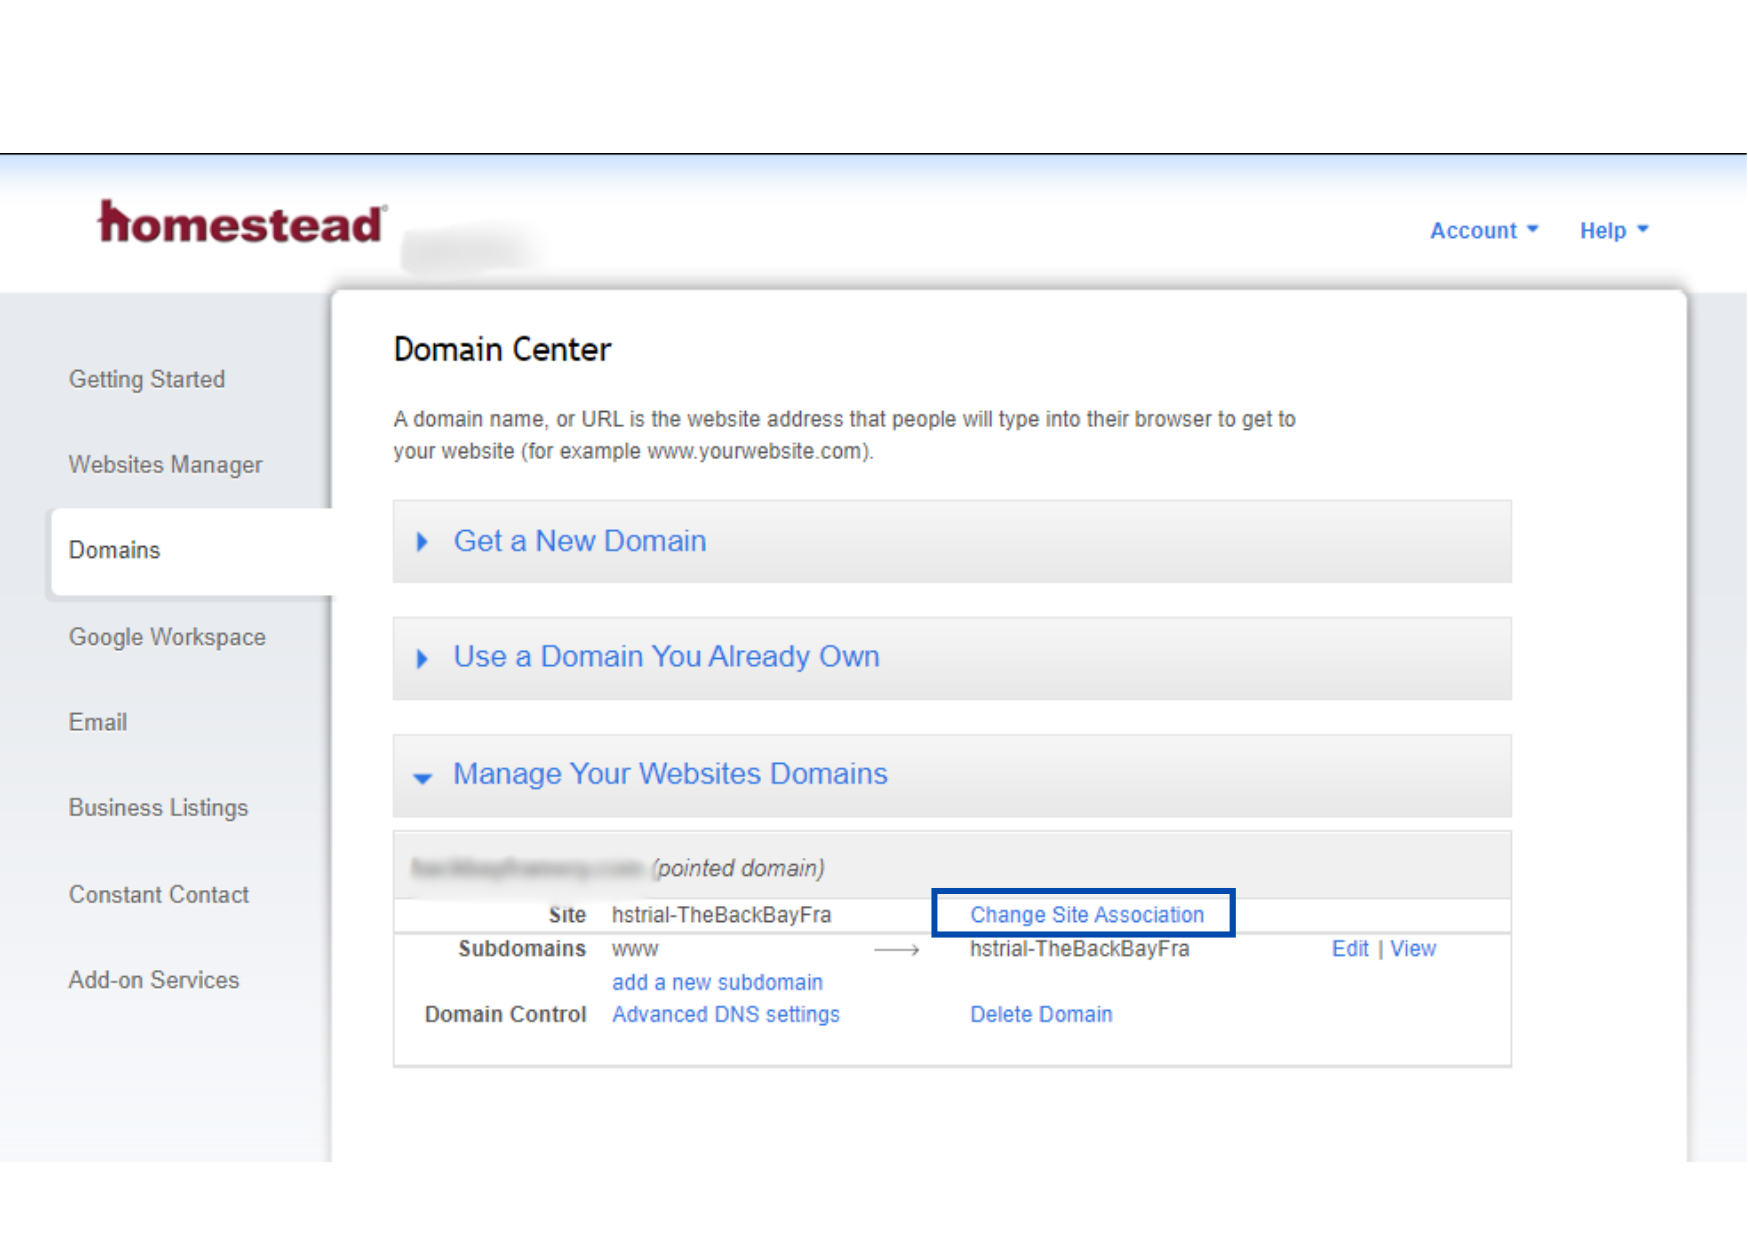 homestead
Account
Help
Getting Started
Websites Manager
Domains
Google Workspace
Email
Business Listings
Constant Contact
Add-on Services
Domain Center
A domain name, or URL is the website address that people will type into their browser to get to
your website (for example www.yourwebsite.com).
Get a New Domain
Use a Domain You Already Own
Manage Your Websites Domains
(pointed domain)
Site hstrial-TheBackBayFra Change Site Association
Subdomains www → hstrial-TheBackBayFra Edit | View
add a new subdomain
Domain Control Advanced DNS settings Delete Domain